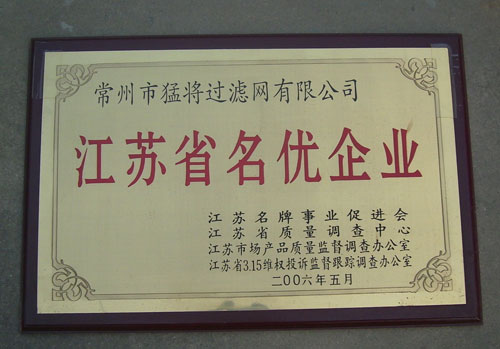 常州市猛将过滤网有限公司
江苏省名优企业
江苏名牌事业促进会
江苏省质量调查中心
江苏市场产品质量监督调查办公室
江苏省3.15维权投诉监督跟踪调查办公室
二00六年五月